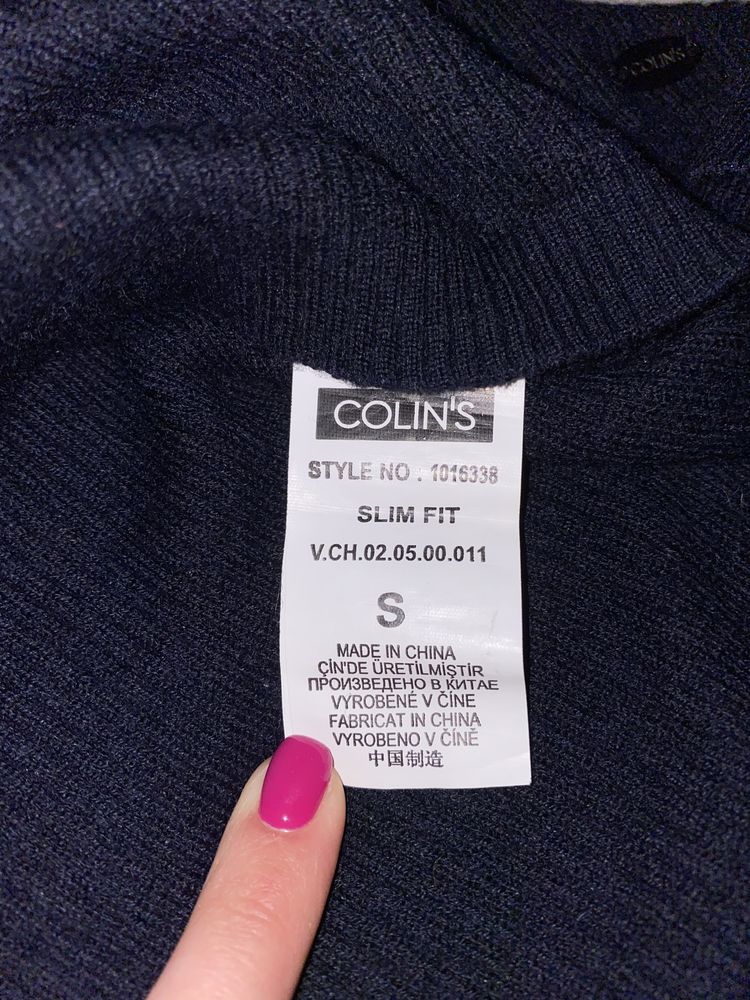 COLIN'S
COLIN'S
STYLE NO . 1016338
SLIM FIT
V.CH.02.05.00.011
S
MADE IN CHINA
ÇİN'DE ÜRETİLMİŞTİR
ПРОИЗВЕДЕНО В КИТАЕ
VYROBENÉ V ČÍNE
FABRICAT IN CHINA
VYROBENO V ČÍNĚ
中国制造